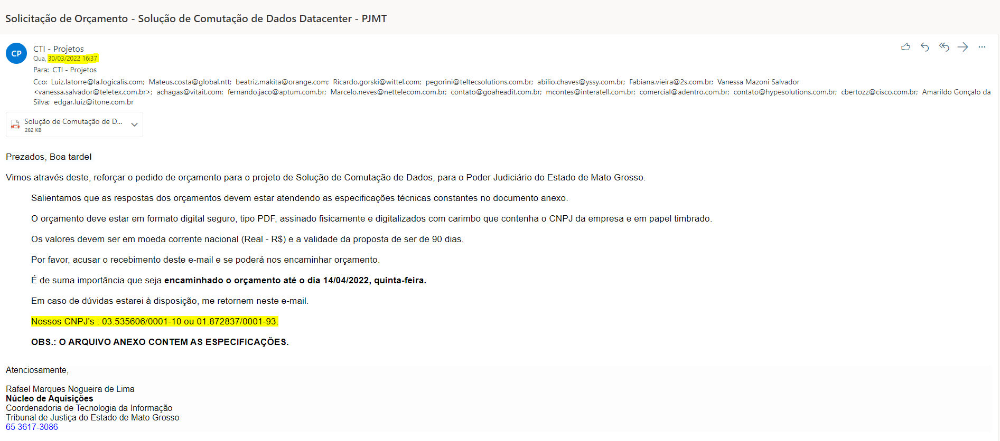 Solicitação de Orçamento - Solução de Comutação de Dados Datacenter - PJMT
CP
CTI - Projetos
Qua, 30/03/2022 16:37
Para: CTI - Projetos
Cco: Luiz.latorre@la.logicalis.com; Mateus.costa@global.ntt; beatriz.makita@orange.com; Ricardo.gorski@wittel.com; pegorini@teltecsolutions.com.br; abilio.chaves@yssy.com.br; Fabiana.vieira@2s.com.br; Vanessa Mazoni Salvador
<vanessa.salvador@teletex.com.br>; achagas@vitait.com; fernando.jaco@aptum.com.br; Marcelo.neves@nettelecom.com.br; contato@goaheadit.com.br; mcontes@interatell.com.br; comercial@adentro.com.br; contato@hypesolutions.com.br; cbertozz@cisco.com.br; Amarildo Gonçalo da
Silva; edgar.luiz@itone.com.br
Solução de Comutação de D...
282 KB
Prezados, Boa tarde!
Vimos através deste, reforçar o pedido de orçamento para o projeto de Solução de Comutação de Dados, para o Poder Judiciário do Estado de Mato Grosso.
Salientamos que as respostas dos orçamentos devem estar atendendo as especificações técnicas constantes no documento anexo.
O orçamento deve estar em formato digital seguro, tipo PDF, assinado fisicamente e digitalizados com carimbo que contenha o CNPJ da empresa e em papel timbrado.
Os valores devem ser em moeda corrente nacional (Real - R$) e a validade da proposta de ser de 90 dias.
Por favor, acusar o recebimento deste e-mail e se poderá nos encaminhar orçamento.
É de suma importância que seja encaminhado o orçamento até o dia 14/04/2022, quinta-feira.
Em caso de dúvidas estarei à disposição, me retornem neste e-mail.
Nossos CNPJ's : 03.535606/0001-10 ou 01.872837/0001-93.
OBS.: O ARQUIVO ANEXO CONTEM AS ESPECIFICAÇÕES.
Atenciosamente,
Rafael Marques Nogueira de Lima
Núcleo de Aquisições
Coordenadoria de Tecnologia da Informação
Tribunal de Justiça do Estado de Mato Grosso
65 3617-3086